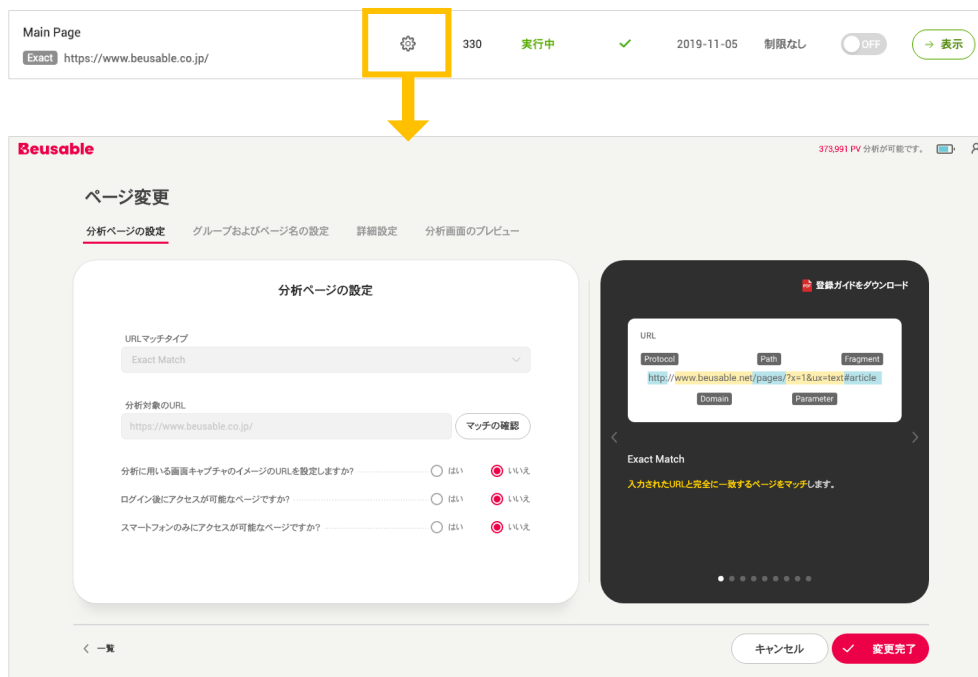 Main Page
Exact https://www.beusable.co.jp/
330 実行中 2019-11-05 制限なし OFF → 表示
Beusable
373,991 PV 分析が可能です。
ページ変更
分析ページの設定 グループおよびページ名の設定 詳細設定 分析画面のプレビュー
分析ページの設定
URLマッチタイプ
Exact Match
分析対象のURL
https://www.beusable.co.jp/ マッチの確認
分析に用いる画面キャプチャのイメージのURLを設定しますか? はい いいえ
ログイン後にアクセスが可能なページですか? はい いいえ
スマートフォンのみにアクセスが可能なページですか? はい いいえ
PDF 登録ガイドをダウンロード
URL
Protocol Path Fragment
http://www.beusable.net/pages/?x=1&ux=text#article
Domain Parameter
Exact Match
入力されたURLと完全に一致するページをマッチします。
一覧
キャンセル 変更完了